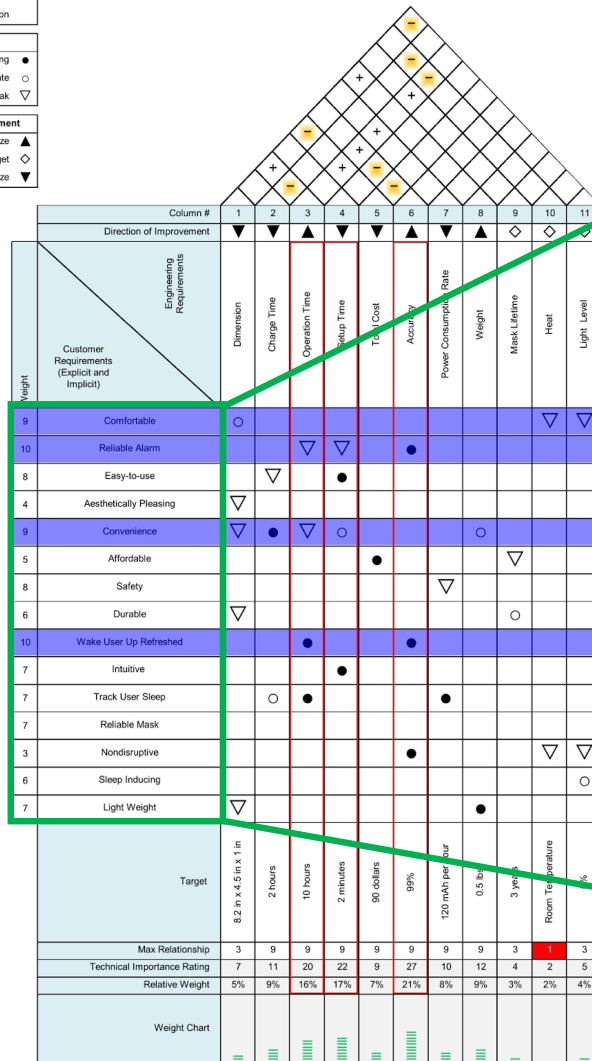 on
ng ●
te ○
ak ▽
ment
ze ▲
get ◇
ze ▼
−
−
+ −
+
− +
+
+ + −
− −
Column # 1 2 3 4 5 6 7 8 9 10 11
Direction of Improvement ▼ ▼ ▲ ▼ ▼ ▲ ▼ ▲ ◇ ◇ ◇
Engineering
Requirements
Customer
Requirements
(Explicit and
Implicit)
Weight
Dimension
Charge Time
Operation Time
Setup Time
Total Cost
Accuracy
Power Consumption Rate
Weight
Mask Lifetime
Heat
Light Level
9 Comfortable ○ ▽ ▽
10 Reliable Alarm ▽ ▽ ●
8 Easy-to-use ▽ ●
4 Aesthetically Pleasing ▽
9 Convenience ▽ ● ▽ ○ ○
5 Affordable ● ▽
8 Safety ▽
6 Durable ▽ ○
10 Wake User Up Refreshed ● ●
7 Intuitive ●
7 Track User Sleep ○ ● ●
7 Reliable Mask
3 Nondisruptive ● ▽ ▽
6 Sleep Inducing ○
7 Light Weight ▽ ●
Target
8.2 in x 4.5 in x 1 in
2 hours
10 hours
2 minutes
90 dollars
99%
120 mAh per hour
0.5 lbs
3 years
Room Temperature
%
Max Relationship 3 9 9 9 9 9 9 9 3 1 3
Technical Importance Rating 7 11 20 22 9 27 10 12 4 2 5
Relative Weight 5% 9% 16% 17% 7% 21% 8% 9% 3% 2% 4%
Weight Chart